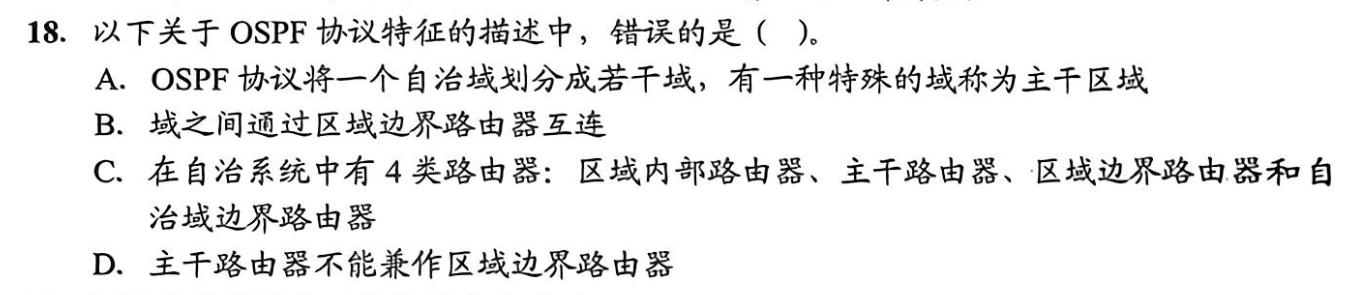 18. 以下关于 OSPF 协议特征的描述中，错误的是（ ）。
A. OSPF 协议将一个自治域划分成若干域，有一种特殊的域称为主干区域
B. 域之间通过区域边界路由器互连
C. 在自治系统中有 4 类路由器：区域内部路由器、主干路由器、区域边界路由器和自
治域边界路由器
D. 主干路由器不能兼作区域边界路由器